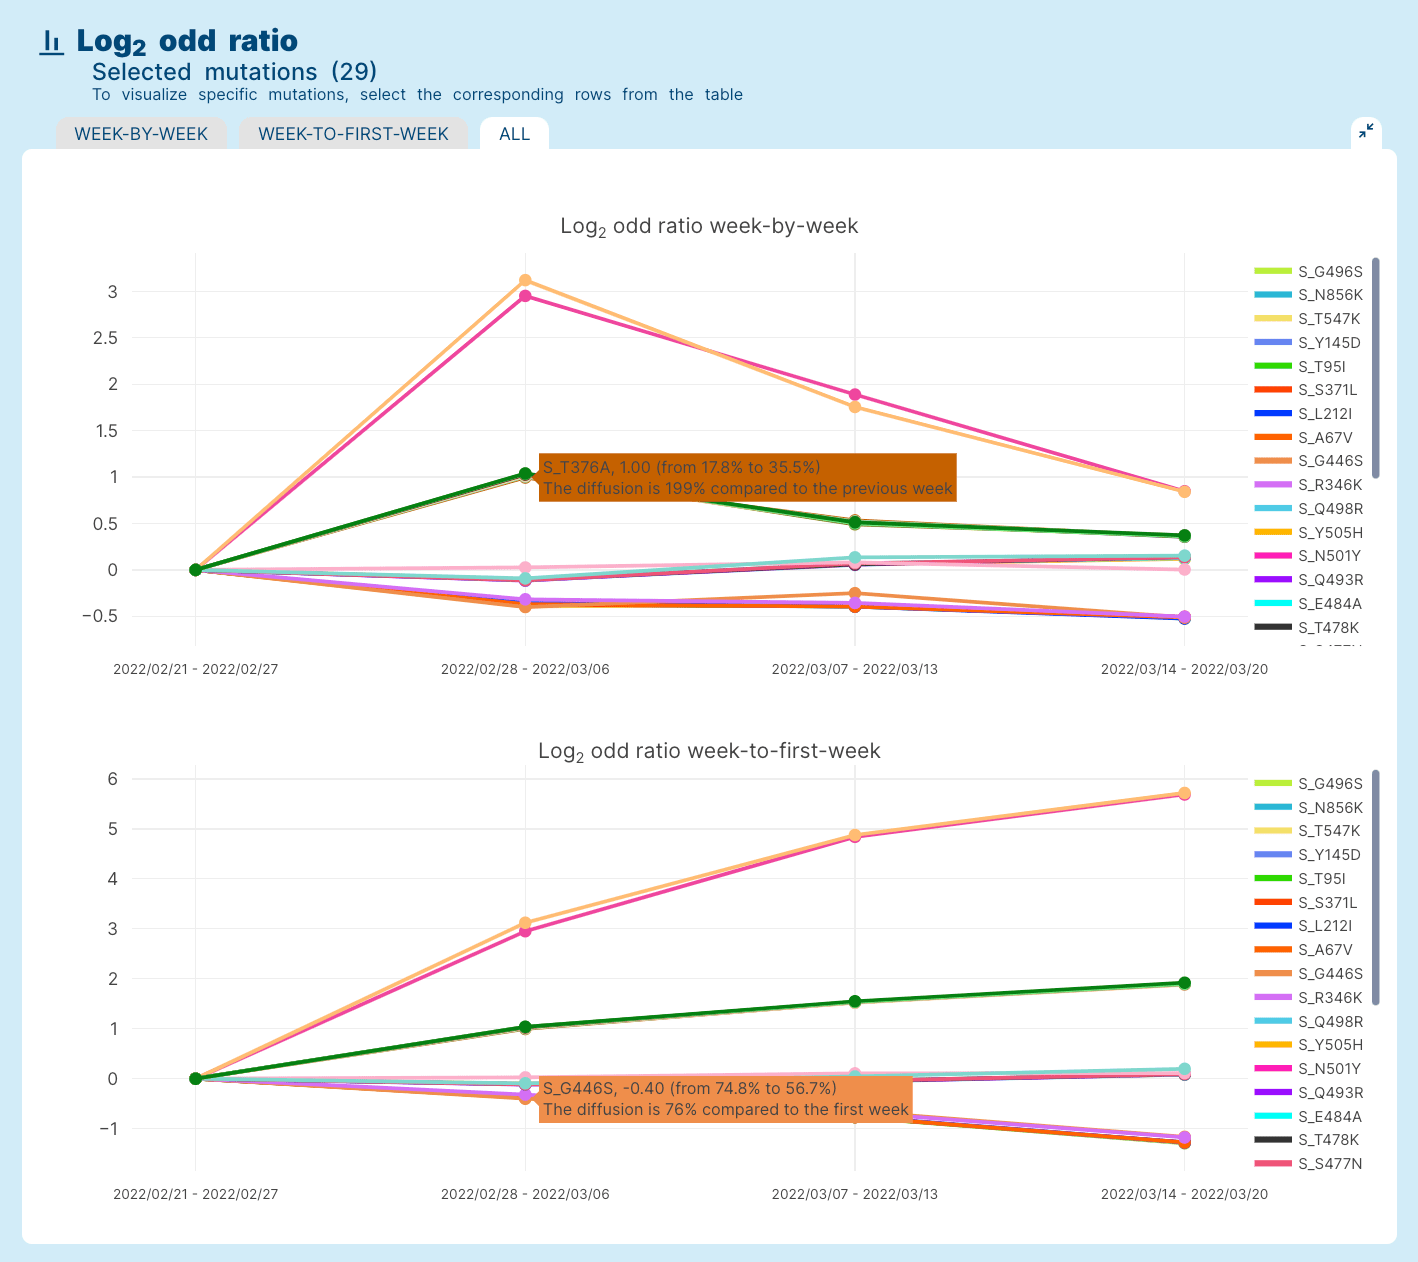 Log2 odd ratio
Selected mutations (29)
To visualize specific mutations, select the corresponding rows from the table
WEEK-BY-WEEK WEEK-TO-FIRST-WEEK ALL
Log2 odd ratio week-by-week
3
2.5
2
1.5
1
0.5
0
−0.5
S_T376A, 1.00 (from 17.8% to 35.5%)
The diffusion is 199% compared to the previous week
2022/02/21 - 2022/02/27 2022/02/28 - 2022/03/06 2022/03/07 - 2022/03/13 2022/03/14 - 2022/03/20
S_G496S
S_N856K
S_T547K
S_Y145D
S_T95I
S_S371L
S_L212I
S_A67V
S_G446S
S_R346K
S_Q498R
S_Y505H
S_N501Y
S_Q493R
S_E484A
S_T478K
Log2 odd ratio week-to-first-week
6
5
4
3
2
1
0
−1
S_G446S, -0.40 (from 74.8% to 56.7%)
The diffusion is 76% compared to the first week
2022/02/21 - 2022/02/27 2022/02/28 - 2022/03/06 2022/03/07 - 2022/03/13 2022/03/14 - 2022/03/20
S_G496S
S_N856K
S_T547K
S_Y145D
S_T95I
S_S371L
S_L212I
S_A67V
S_G446S
S_R346K
S_Q498R
S_Y505H
S_N501Y
S_Q493R
S_E484A
S_T478K
S_S477N